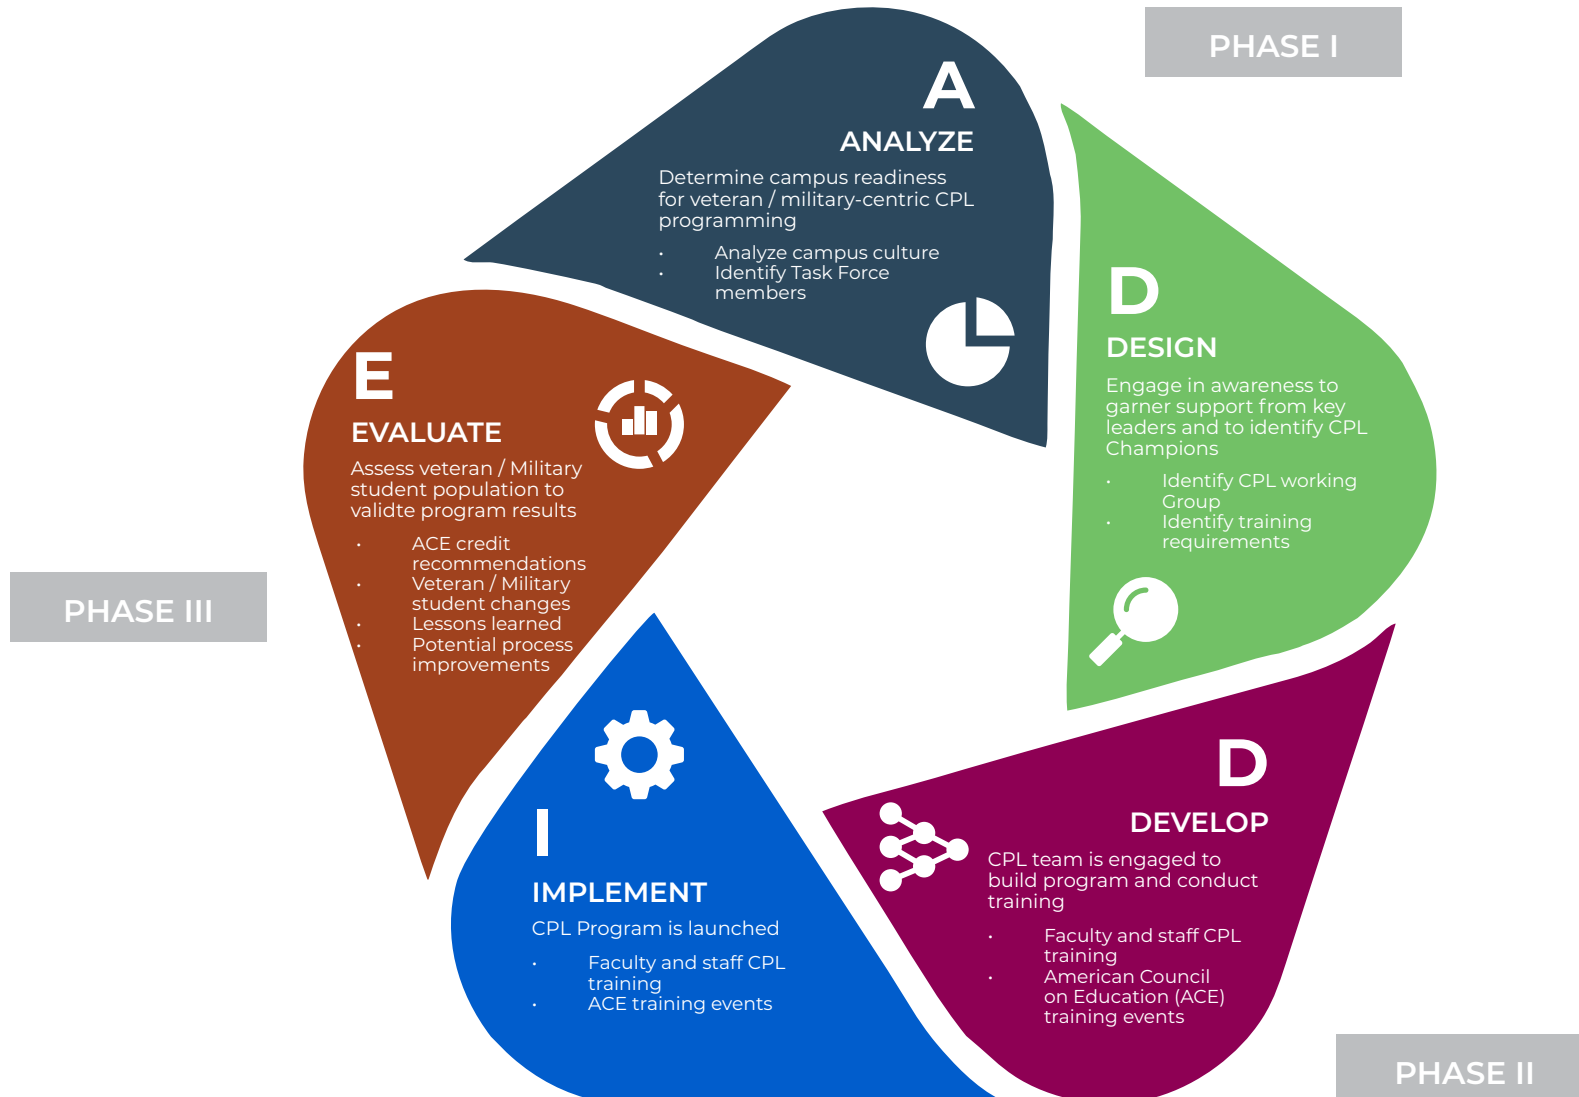 PHASE I
A
ANALYZE
Determine campus readiness
for veteran / military-centric CPL
programming
• Analyze campus culture
• Identify Task Force
members
D
DESIGN
Engage in awareness to
garner support from key
leaders and to identify CPL
Champions
• Identify CPL working
Group
• Identify training
requirements
D
DEVELOP
CPL team is engaged to
build program and conduct
training
• Faculty and staff CPL
training
• American Council
on Education (ACE)
training events
PHASE II
I
IMPLEMENT
CPL Program is launched
• Faculty and staff CPL
training
• ACE training events
E
EVALUATE
Assess veteran / Military
student population to
validte program results
• ACE credit
recommendations
• Veteran / Military
student changes
• Lessons learned
• Potential process
improvements
PHASE III